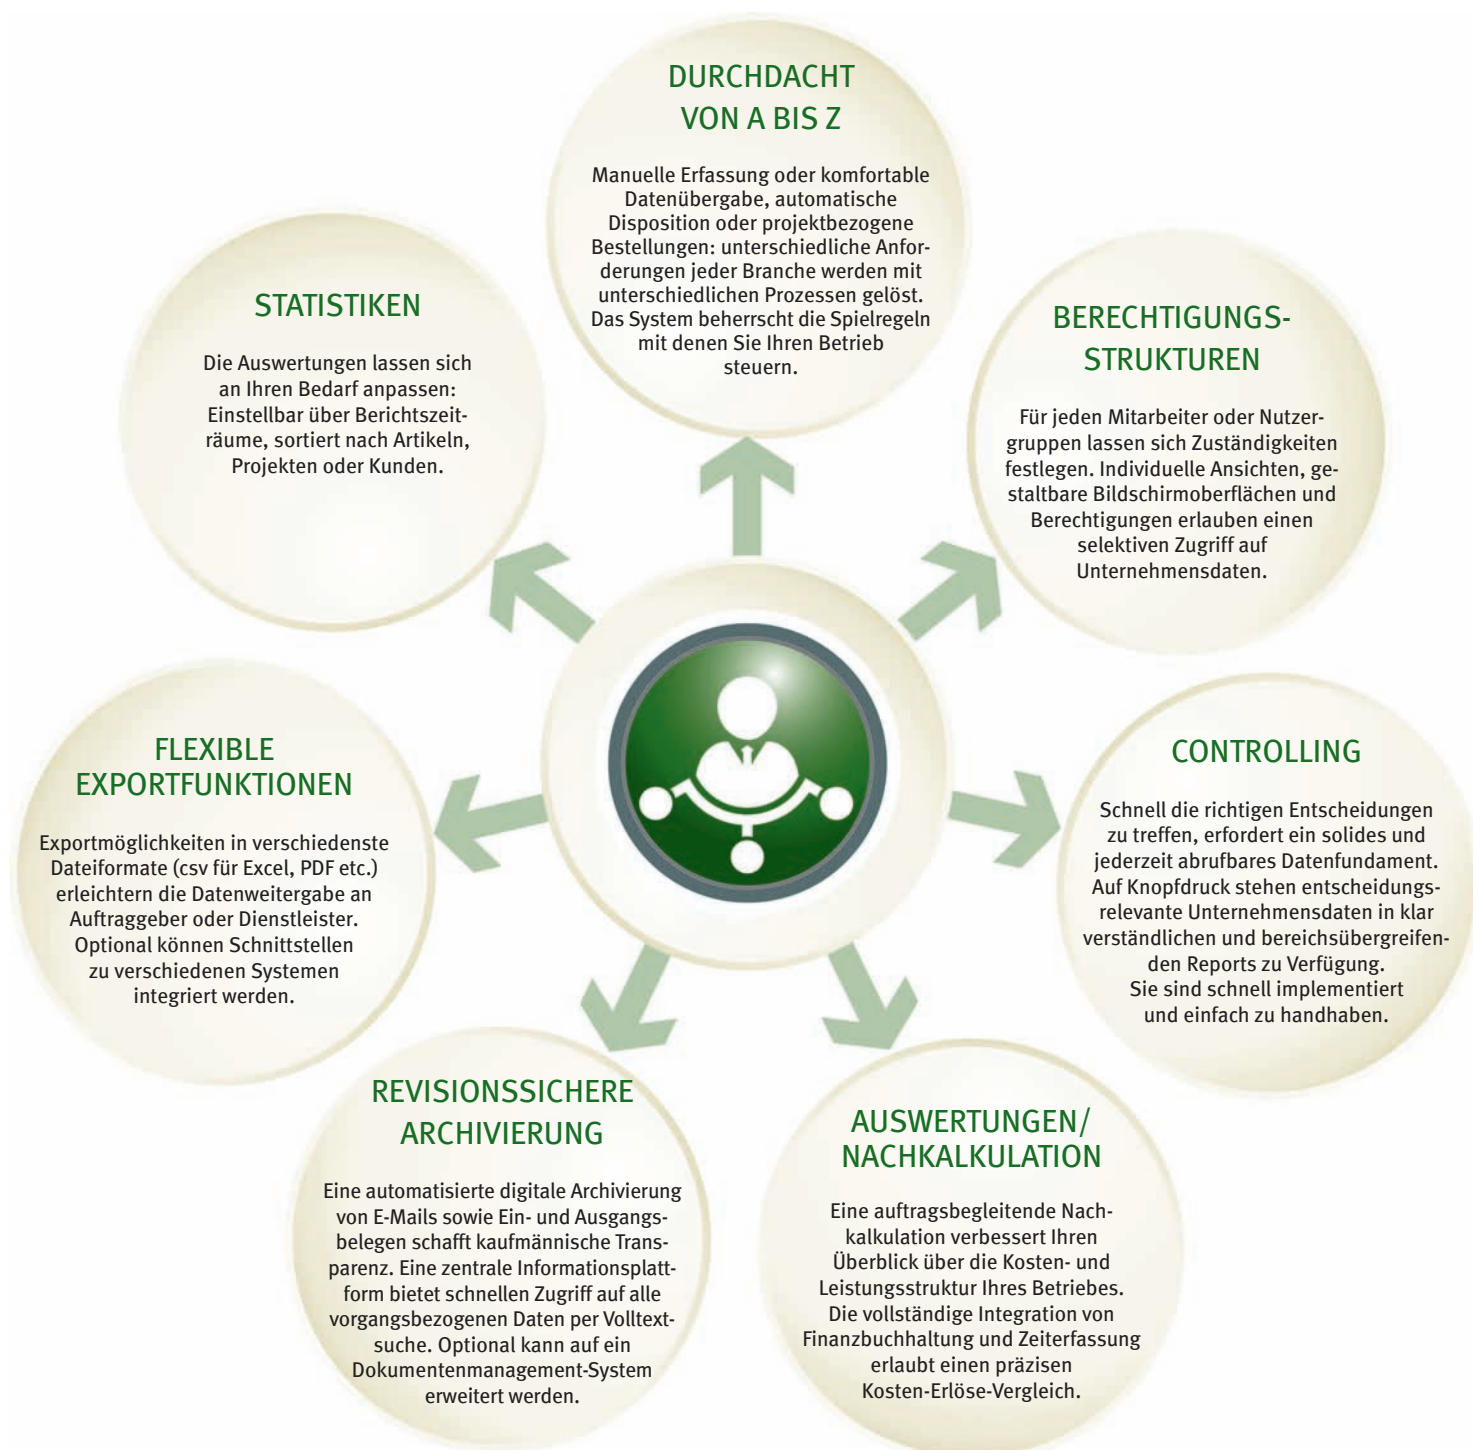 DURCHDACHT
VON A BIS Z
Manuelle Erfassung oder komfortable
Datenübergabe, automatische
Disposition oder projektbezogene
Bestellungen: unterschiedliche Anfor-
derungen jeder Branche werden mit
unterschiedlichen Prozessen gelöst.
Das System beherrscht die Spielregeln
mit denen Sie Ihren Betrieb
steuern.
STATISTIKEN
Die Auswertungen lassen sich
an Ihren Bedarf anpassen:
Einstellbar über Berichtszeit-
räume, sortiert nach Artikeln,
Projekten oder Kunden.
BERECHTIGUNGS-
STRUKTUREN
Für jeden Mitarbeiter oder Nutzer-
gruppen lassen sich Zuständigkeiten
festlegen. Individuelle Ansichten, ge-
staltbare Bildschirmoberflächen und
Berechtigungen erlauben einen
selektiven Zugriff auf
Unternehmensdaten.
FLEXIBLE
EXPORTFUNKTIONEN
Exportmöglichkeiten in verschiedenste
Dateiformate (csv für Excel, PDF etc.)
erleichtern die Datenweitergabe an
Auftraggeber oder Dienstleister.
Optional können Schnittstellen
zu verschiedenen Systemen
integriert werden.
CONTROLLING
Schnell die richtigen Entscheidungen
zu treffen, erfordert ein solides und
jederzeit abrufbares Datenfundament.
Auf Knopfdruck stehen entscheidungs-
relevante Unternehmensdaten in klar
verständlichen und bereichsübergreifen-
den Reports zu Verfügung.
Sie sind schnell implementiert
und einfach zu handhaben.
REVISIONSSICHERE
ARCHIVIERUNG
Eine automatisierte digitale Archivierung
von E-Mails sowie Ein- und Ausgangs-
belegen schafft kaufmännische Trans-
parenz. Eine zentrale Informationsplatt-
form bietet schnellen Zugriff auf alle
vorgangsbezogenen Daten per Volltext-
suche. Optional kann auf ein
Dokumentenmanagement-System
erweitert werden.
AUSWERTUNGEN/
NACHKALKULATION
Eine auftragsbegleitende Nach-
kalkulation verbessert Ihren
Überblick über die Kosten- und
Leistungsstruktur Ihres Betriebes.
Die vollständige Integration von
Finanzbuchhaltung und Zeiterfassung
erlaubt einen präzisen
Kosten-Erlöse-Vergleich.